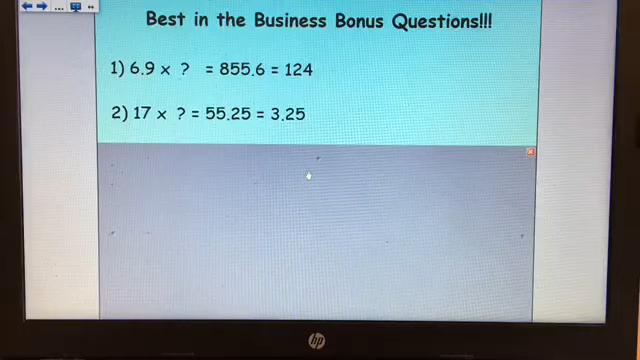 Best in the Business Bonus Questions!!!
1) 6.9 x ? = 855.6 = 124
2) 17 x ? = 55.25 = 3.25
hp